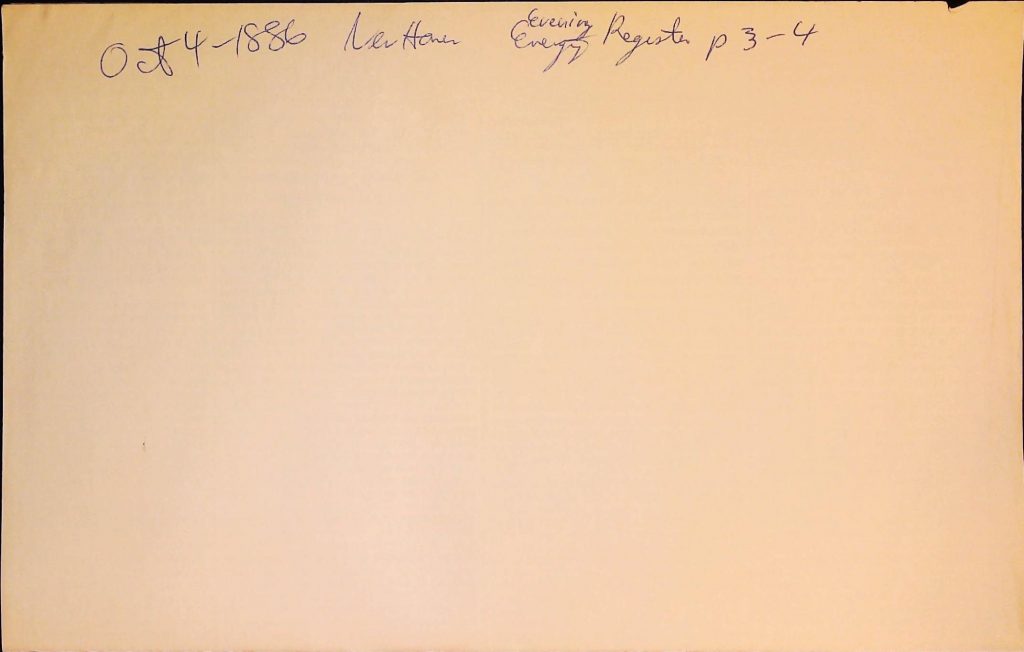 Oct 4-1886 New Haven Evening Register p 3-4